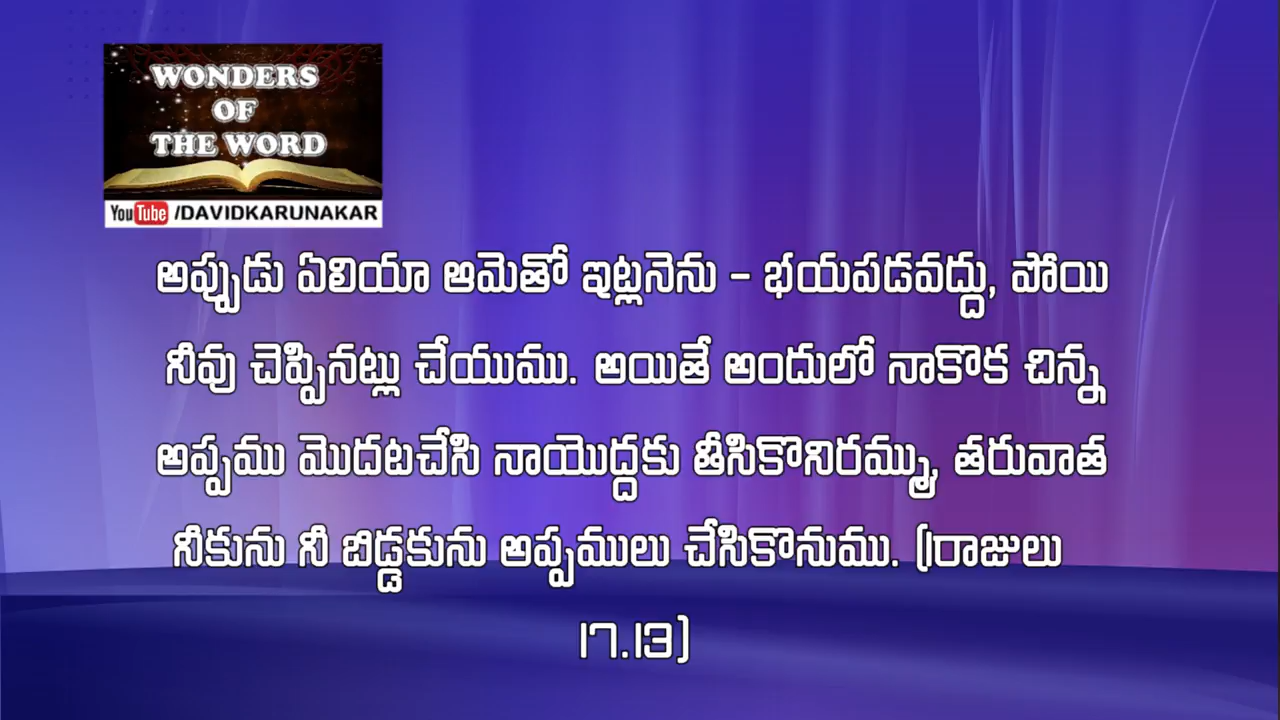 WONDERS
OF
THE WORD
YouTube /DAVIDKARUNAKAR
అప్పుడు ఏలియా ఆమెతో ఇట్లనెను - భయపడవద్దు, పోయి
నీవు చెప్పినట్లు చేయుము. అయితే అందులో నాకొక చిన్న
అప్పము మొదటచేసి నాయొద్దకు తీసికొనిరమ్ము, తరువాత
నీకును నీ బిడ్డకును అప్పములు చేసికొనుము. (1రాజులు
17.13)